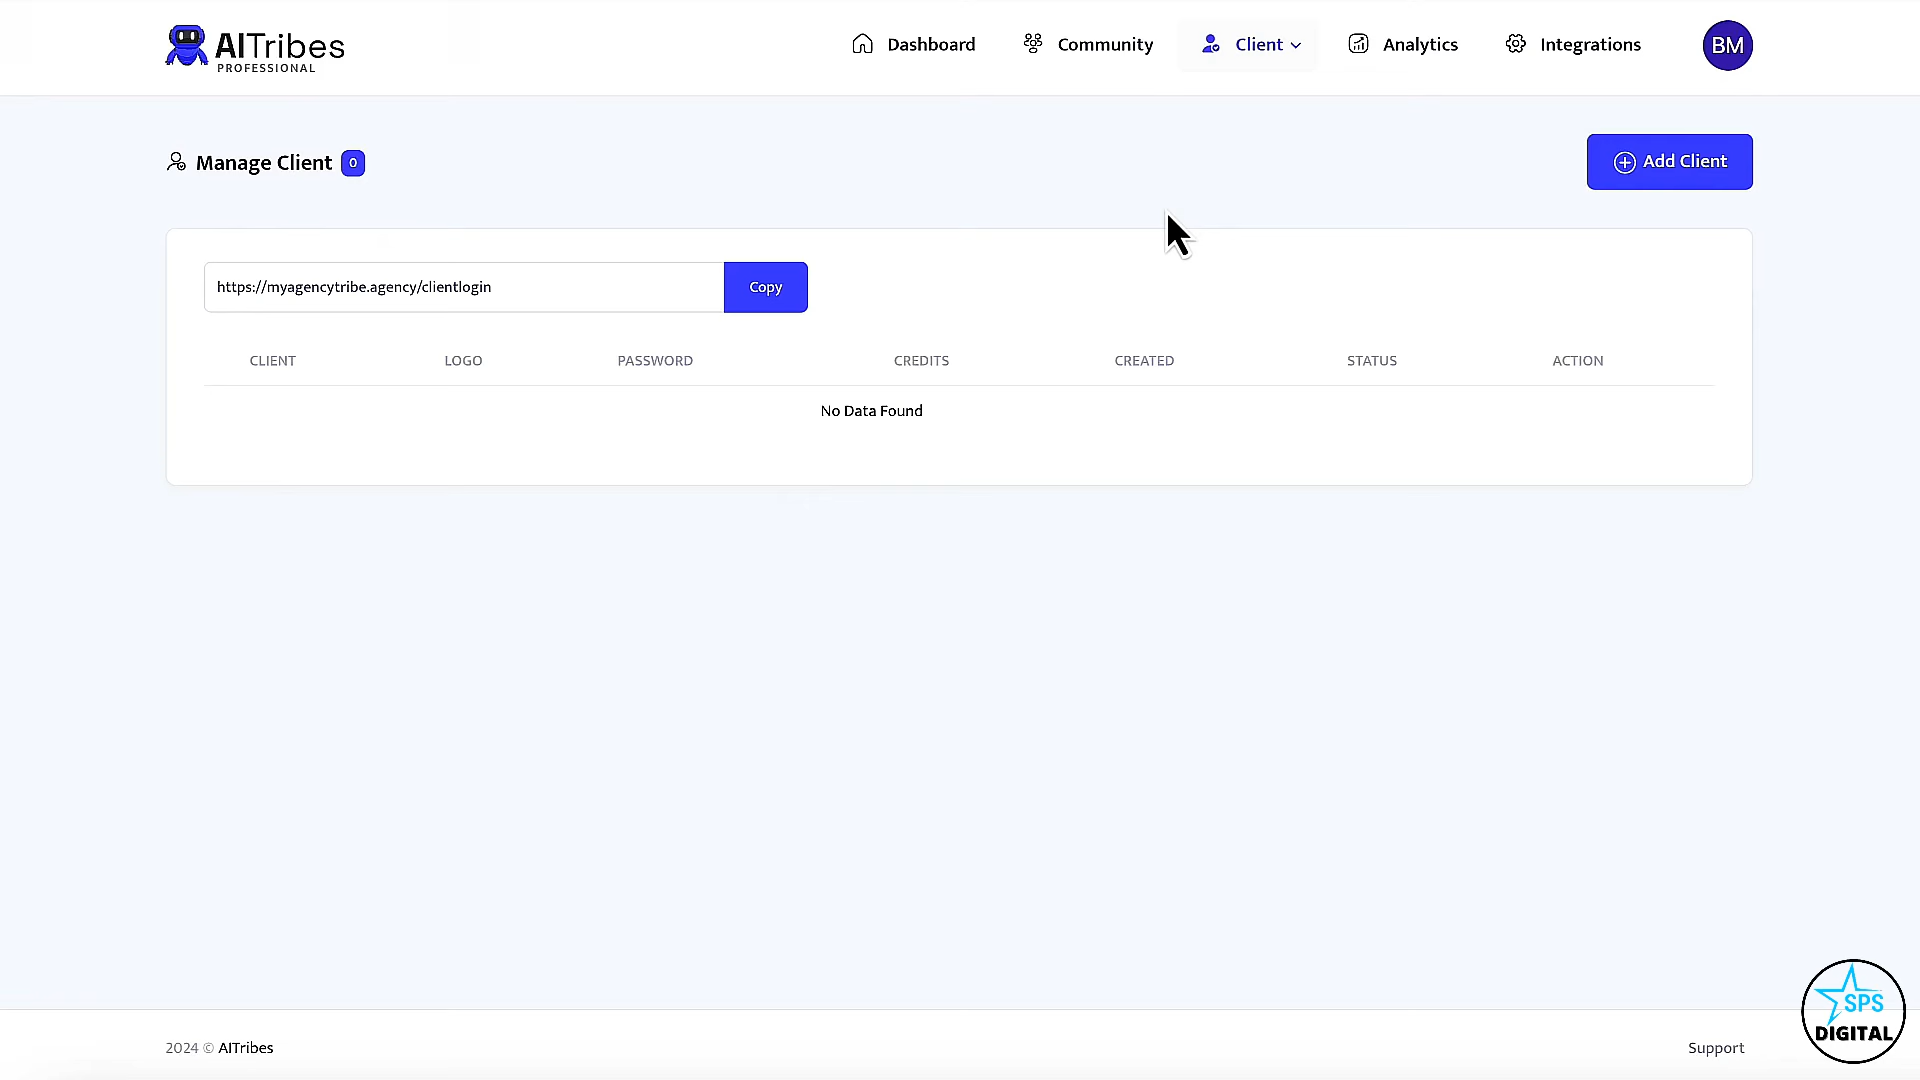 AITribes
PROFESSIONAL
Dashboard
Community
Client
Analytics
Integrations
BM
Manage Client 0
Add Client
https://myagencytribe.agency/clientlogin
Copy
CLIENT LOGO PASSWORD CREDITS CREATED STATUS ACTION
No Data Found
2024 © AITribes
Support
SPS
DIGITAL